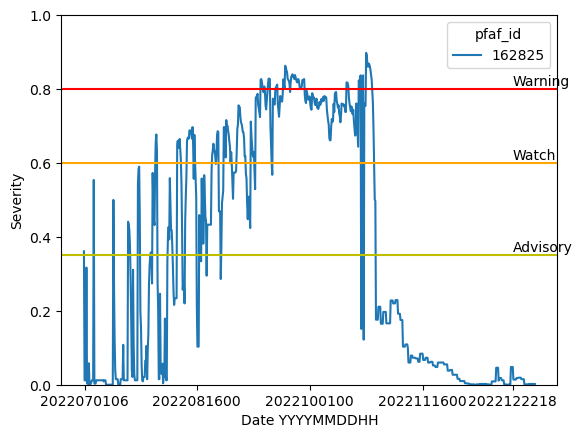 pfaf_id
162825
Warning
Watch
Advisory
Severity
1.0
0.8
0.6
0.4
0.2
0.0
2022070106 2022081600 2022100100 2022111600 2022122218
Date YYYYMMDDHH